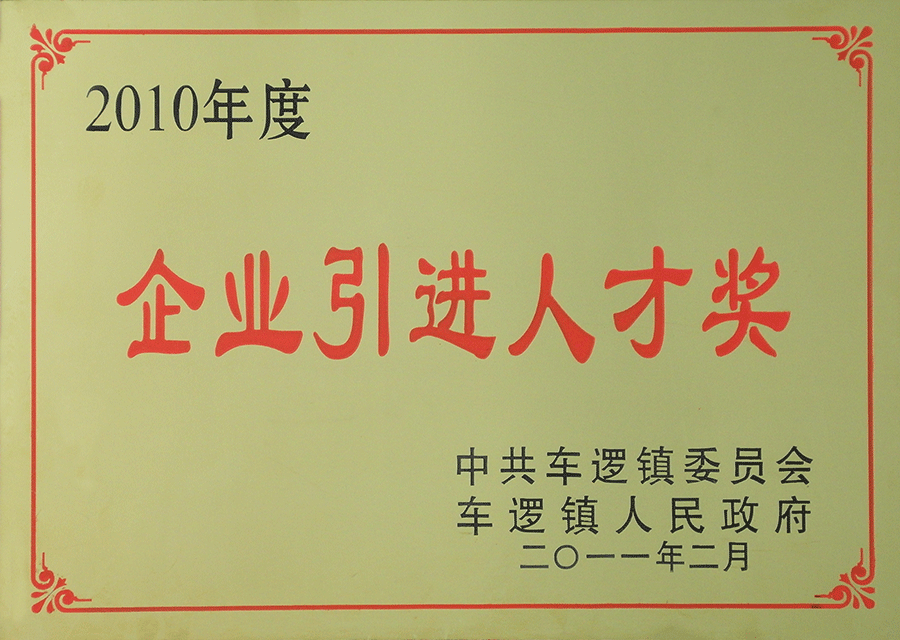 2010年度
企业引进人才奖
中共车逻镇委员会
车逻镇人民政府
二〇一一年二月